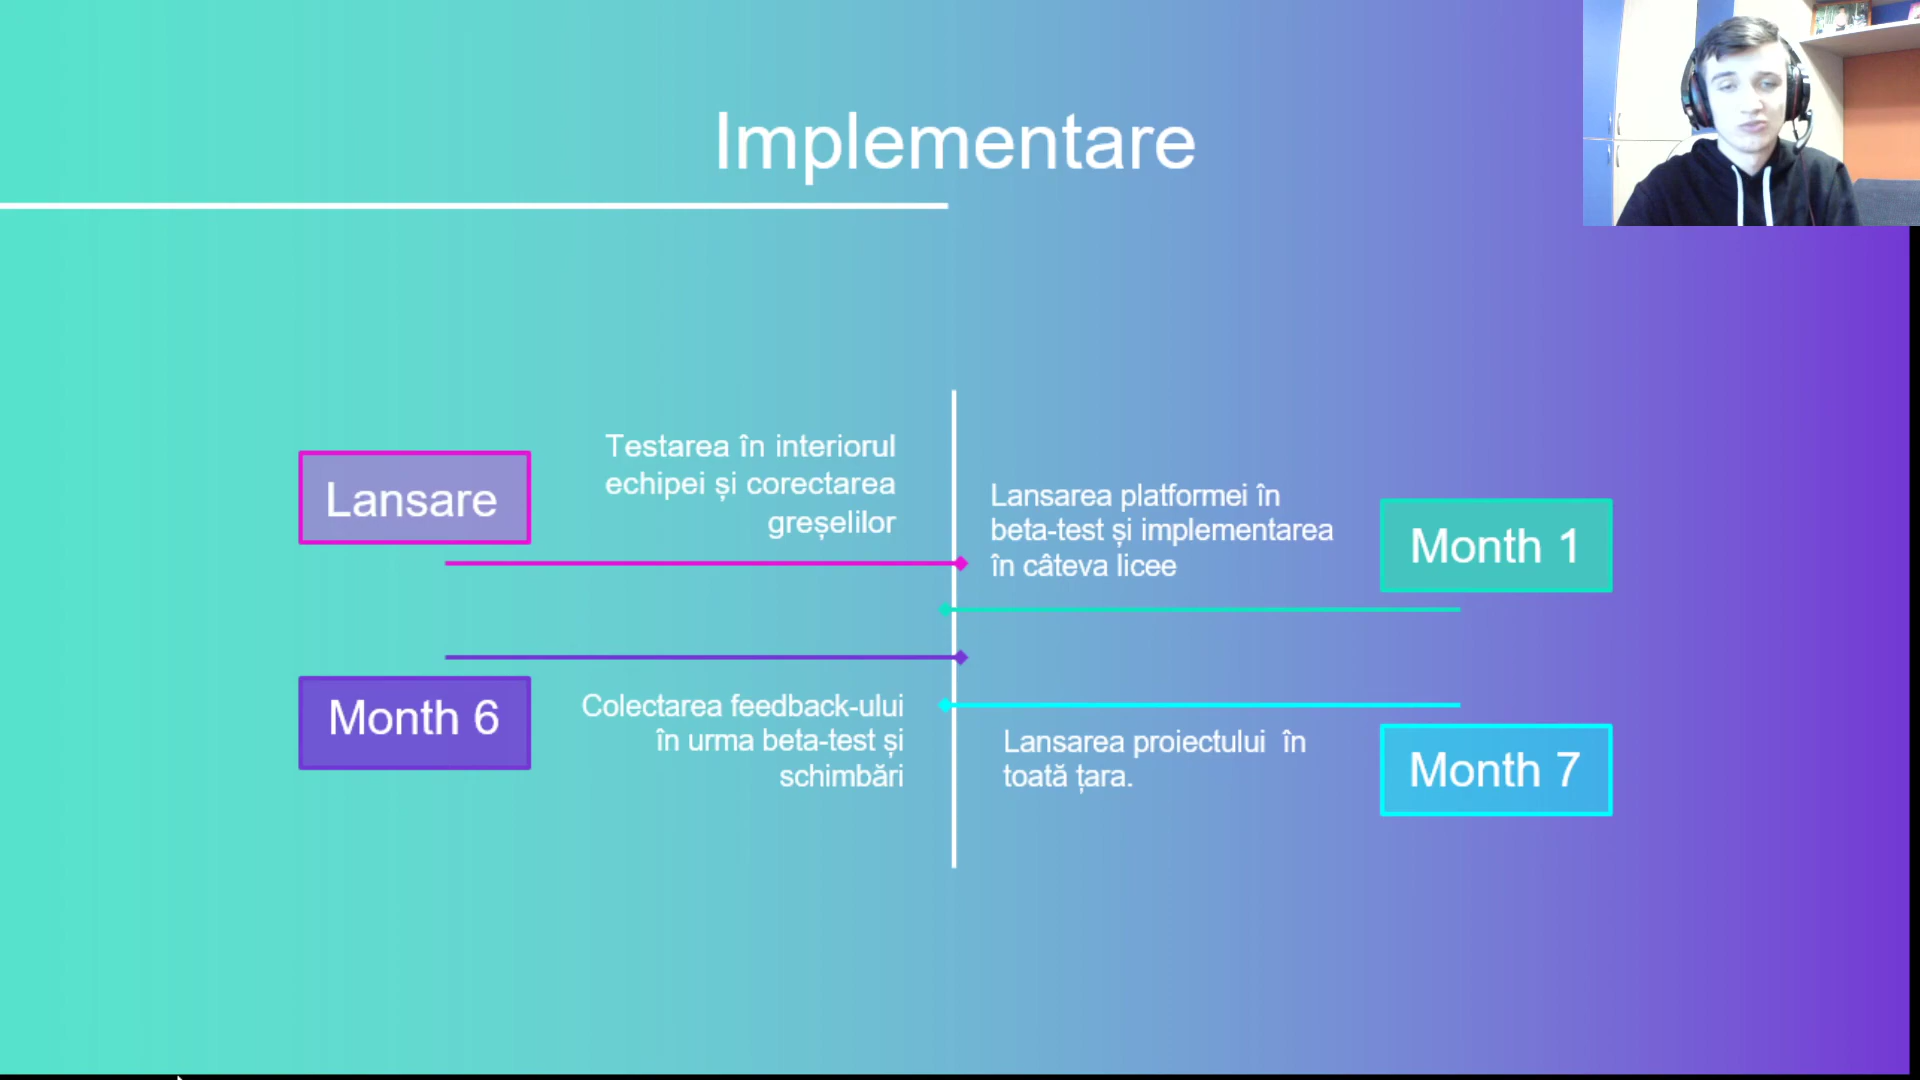 Implementare
Lansare
Testarea în interiorul
echipei și corectarea
greșelilor
Lansarea platformei în
beta-test și implementarea
în câteva licee
Month 1
Month 6
Colectarea feedback-ului
în urma beta-test și
schimbări
Lansarea proiectului  în
toată țara.
Month 7